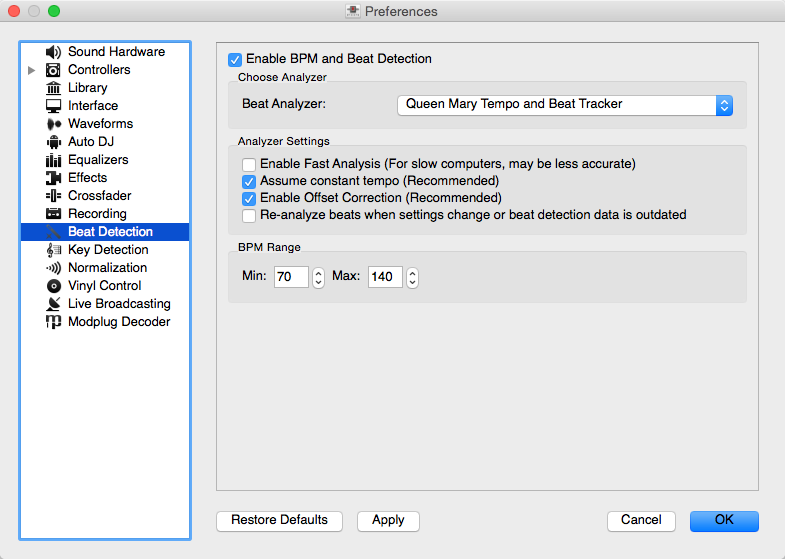 Preferences
Sound Hardware
Controllers
Library
Interface
Waveforms
Auto DJ
Equalizers
Effects
Crossfader
Recording
Beat Detection
Key Detection
Normalization
Vinyl Control
Live Broadcasting
Modplug Decoder
Enable BPM and Beat Detection
Choose Analyzer
Beat Analyzer: Queen Mary Tempo and Beat Tracker
Analyzer Settings
Enable Fast Analysis (For slow computers, may be less accurate)
Assume constant tempo (Recommended)
Enable Offset Correction (Recommended)
Re-analyze beats when settings change or beat detection data is outdated
BPM Range
Min: 70 Max: 140
Restore Defaults Apply Cancel OK